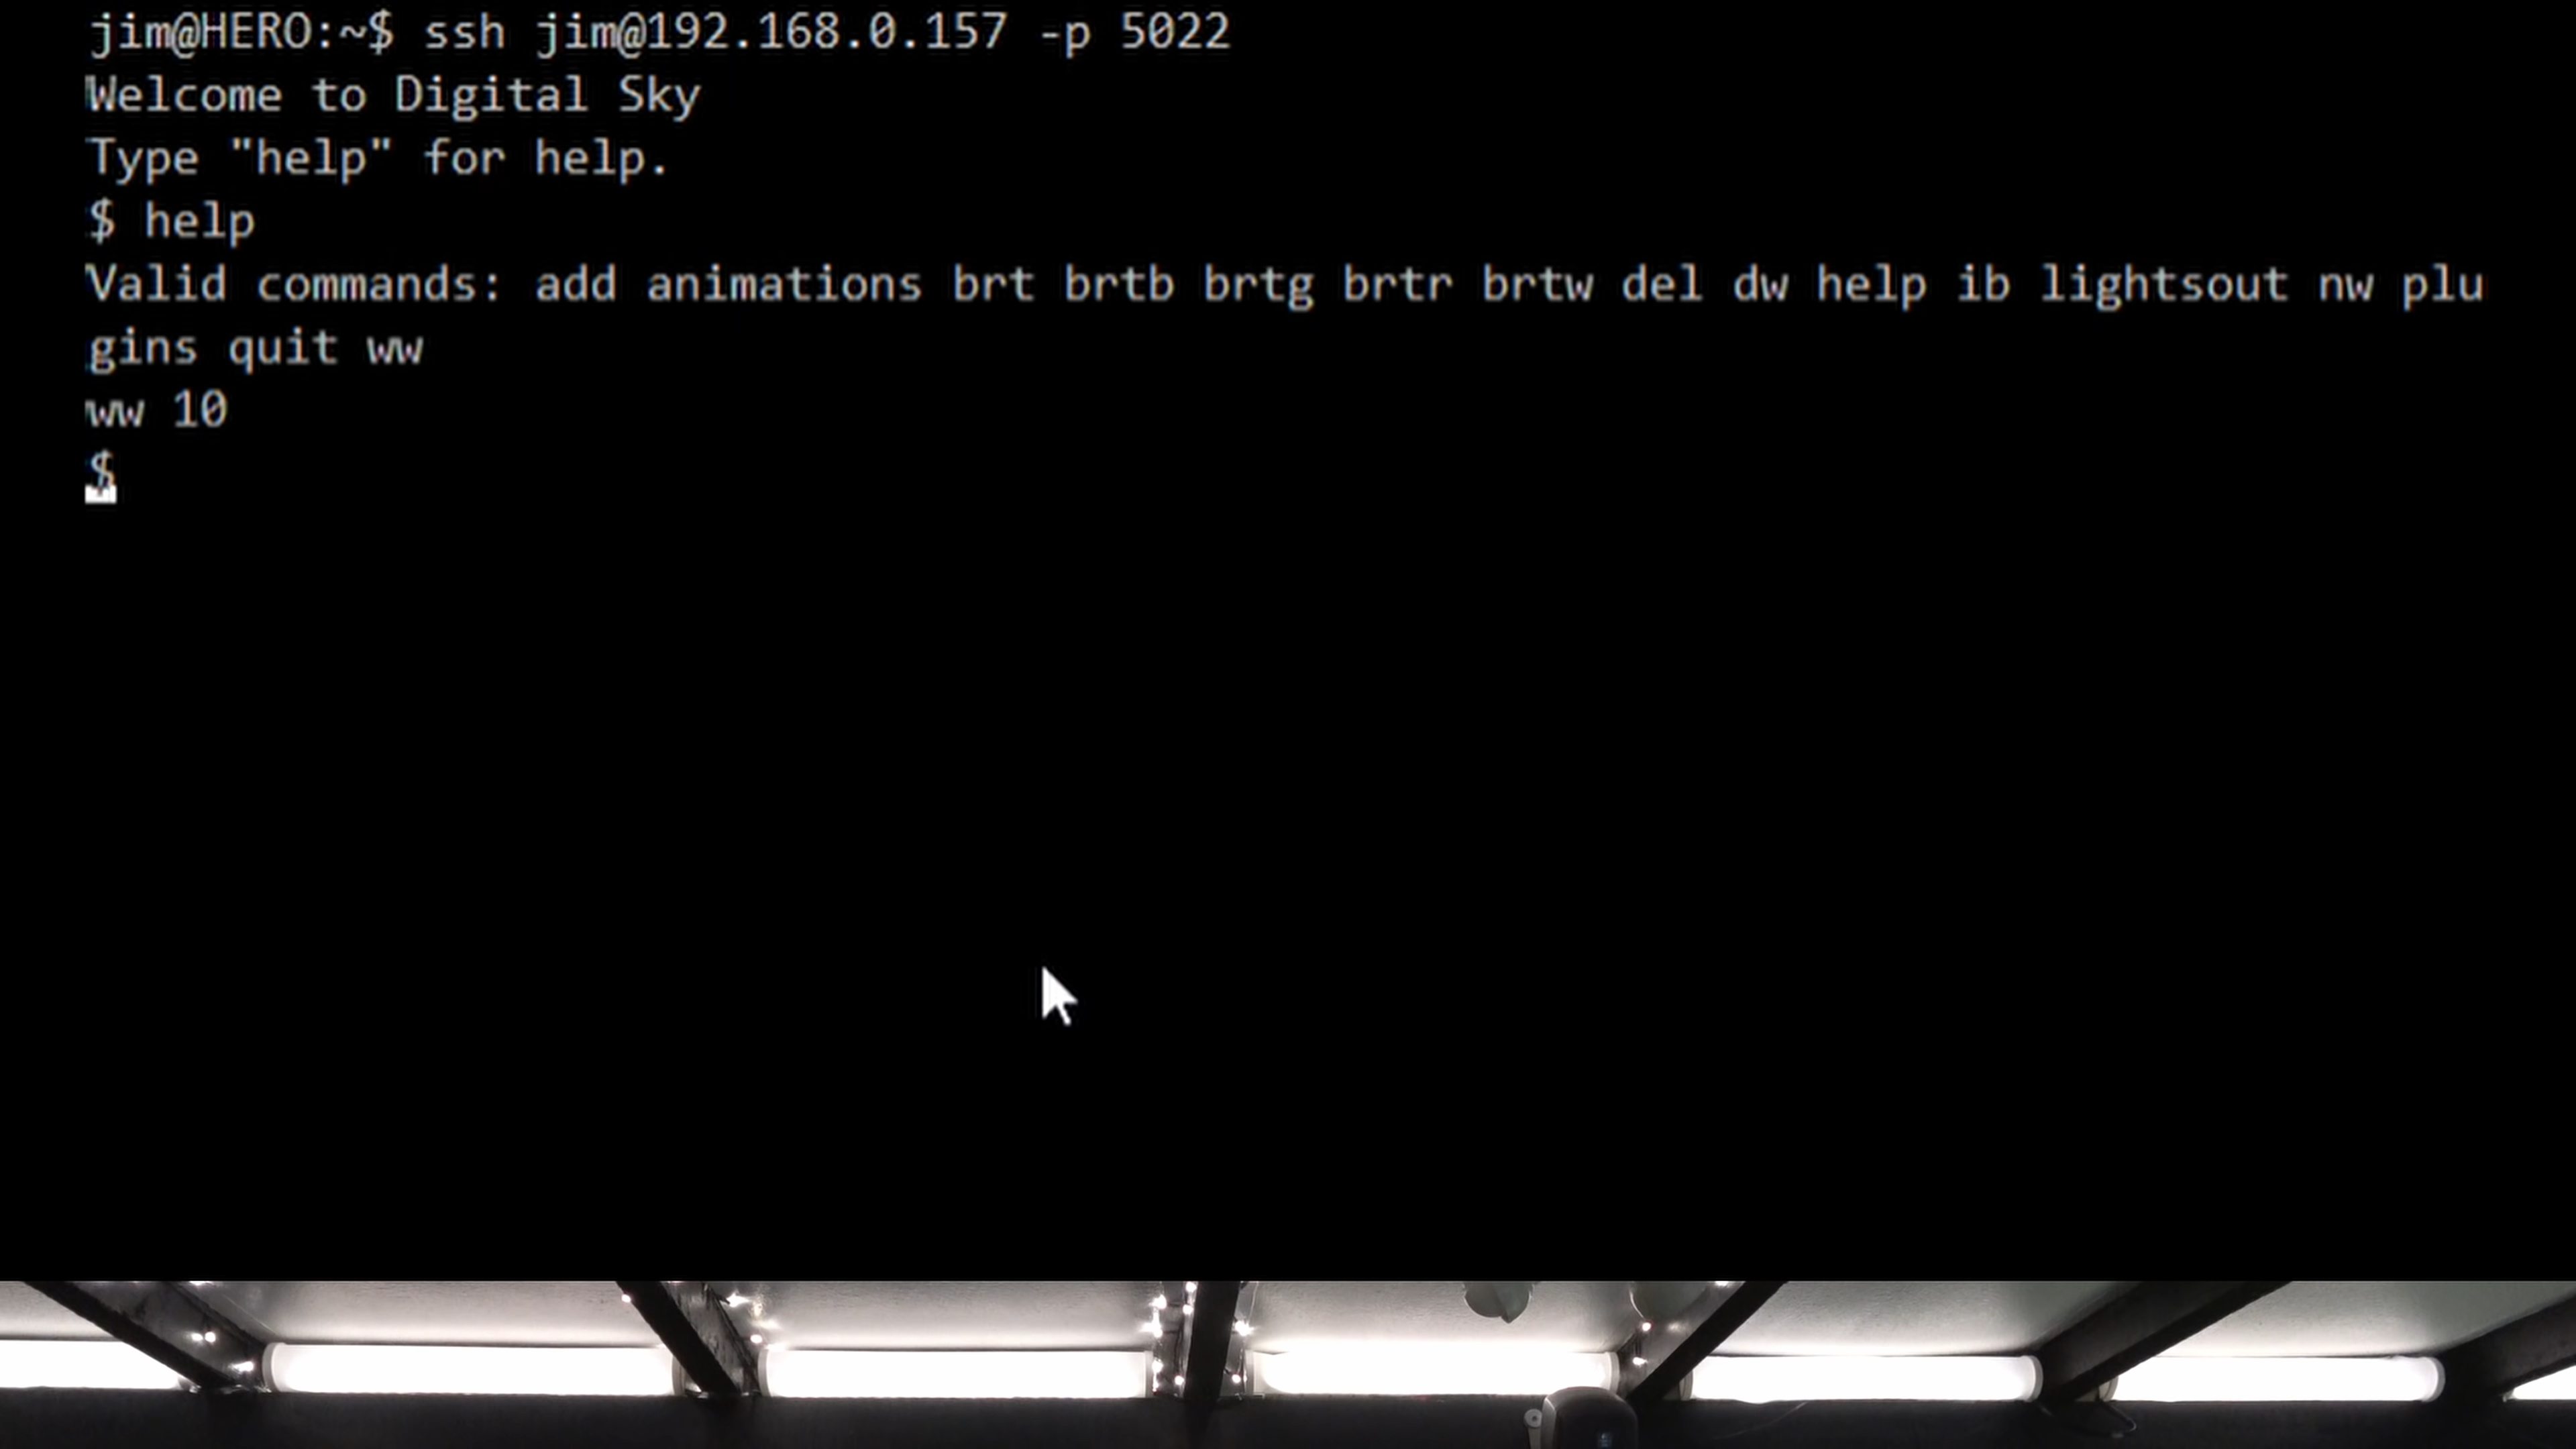 jim@HERO:~$ ssh jim@192.168.0.157 -p 5022
Welcome to Digital Sky
Type "help" for help.
$ help
Valid commands: add animations brt brtb brtg brtr brtw del dw help ib lightsout nw plu
gins quit ww
ww 10
$